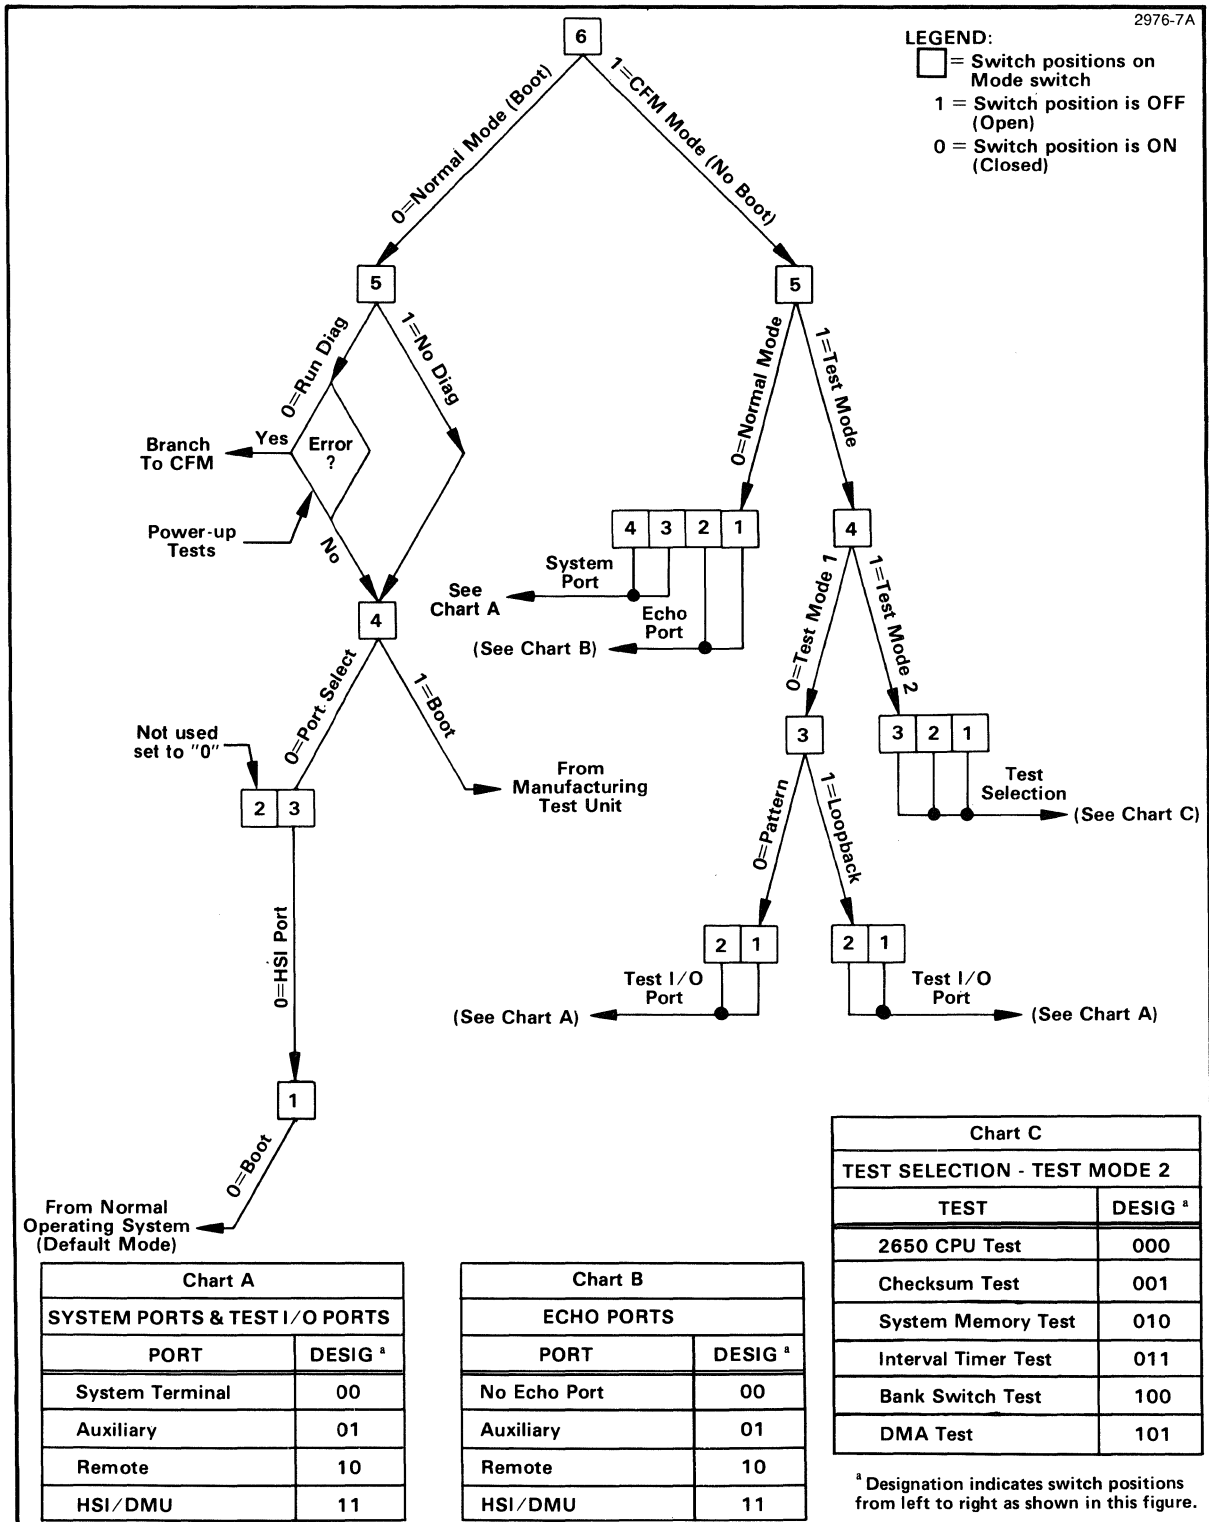 2976-7A
LEGEND:
= Switch positions on
Mode switch
1 = Switch position is OFF
(Open)
0 = Switch position is ON
(Closed)
6
0=Normal Mode (Boot)
1=CFM Mode (No Boot)
5
5
0=Run Diag
1=No Diag
0=Normal Mode
1=Test Mode
Branch
To CFM
Yes
Error
?
Power-up
Tests
No
4
4 3 2 1
4
System
Port
See
Chart A
Echo
Port
(See Chart B)
0=Test Mode 1
1=Test Mode 2
0=Port Select
1=Boot
Not used
set to "0"
2 3
From
Manufacturing
Test Unit
3
3 2 1
Test
Selection
(See Chart C)
0=Pattern
1=Loopback
0=HSI Port
2 1
2 1
Test I/O
Port
(See Chart A)
Test I/O
Port
(See Chart A)
1
0=Boot
From Normal
Operating System
(Default Mode)
Chart A
SYSTEM PORTS & TEST I/O PORTS
PORT DESIG a
System Terminal 00
Auxiliary 01
Remote 10
HSI/DMU 11
Chart B
ECHO PORTS
PORT DESIG a
No Echo Port 00
Auxiliary 01
Remote 10
HSI/DMU 11
Chart C
TEST SELECTION - TEST MODE 2
TEST DESIG a
2650 CPU Test 000
Checksum Test 001
System Memory Test 010
Interval Timer Test 011
Bank Switch Test 100
DMA Test 101
a Designation indicates switch positions
from left to right as shown in this figure.